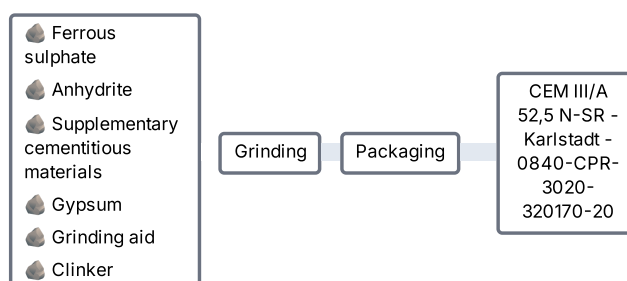 Ferrous
sulphate
Anhydrite
Supplementary
cementitious
materials
Gypsum
Grinding aid
Clinker
Grinding
Packaging
CEM III/A
52,5 N-SR -
Karlstadt -
0840-CPR-
3020-
320170-20